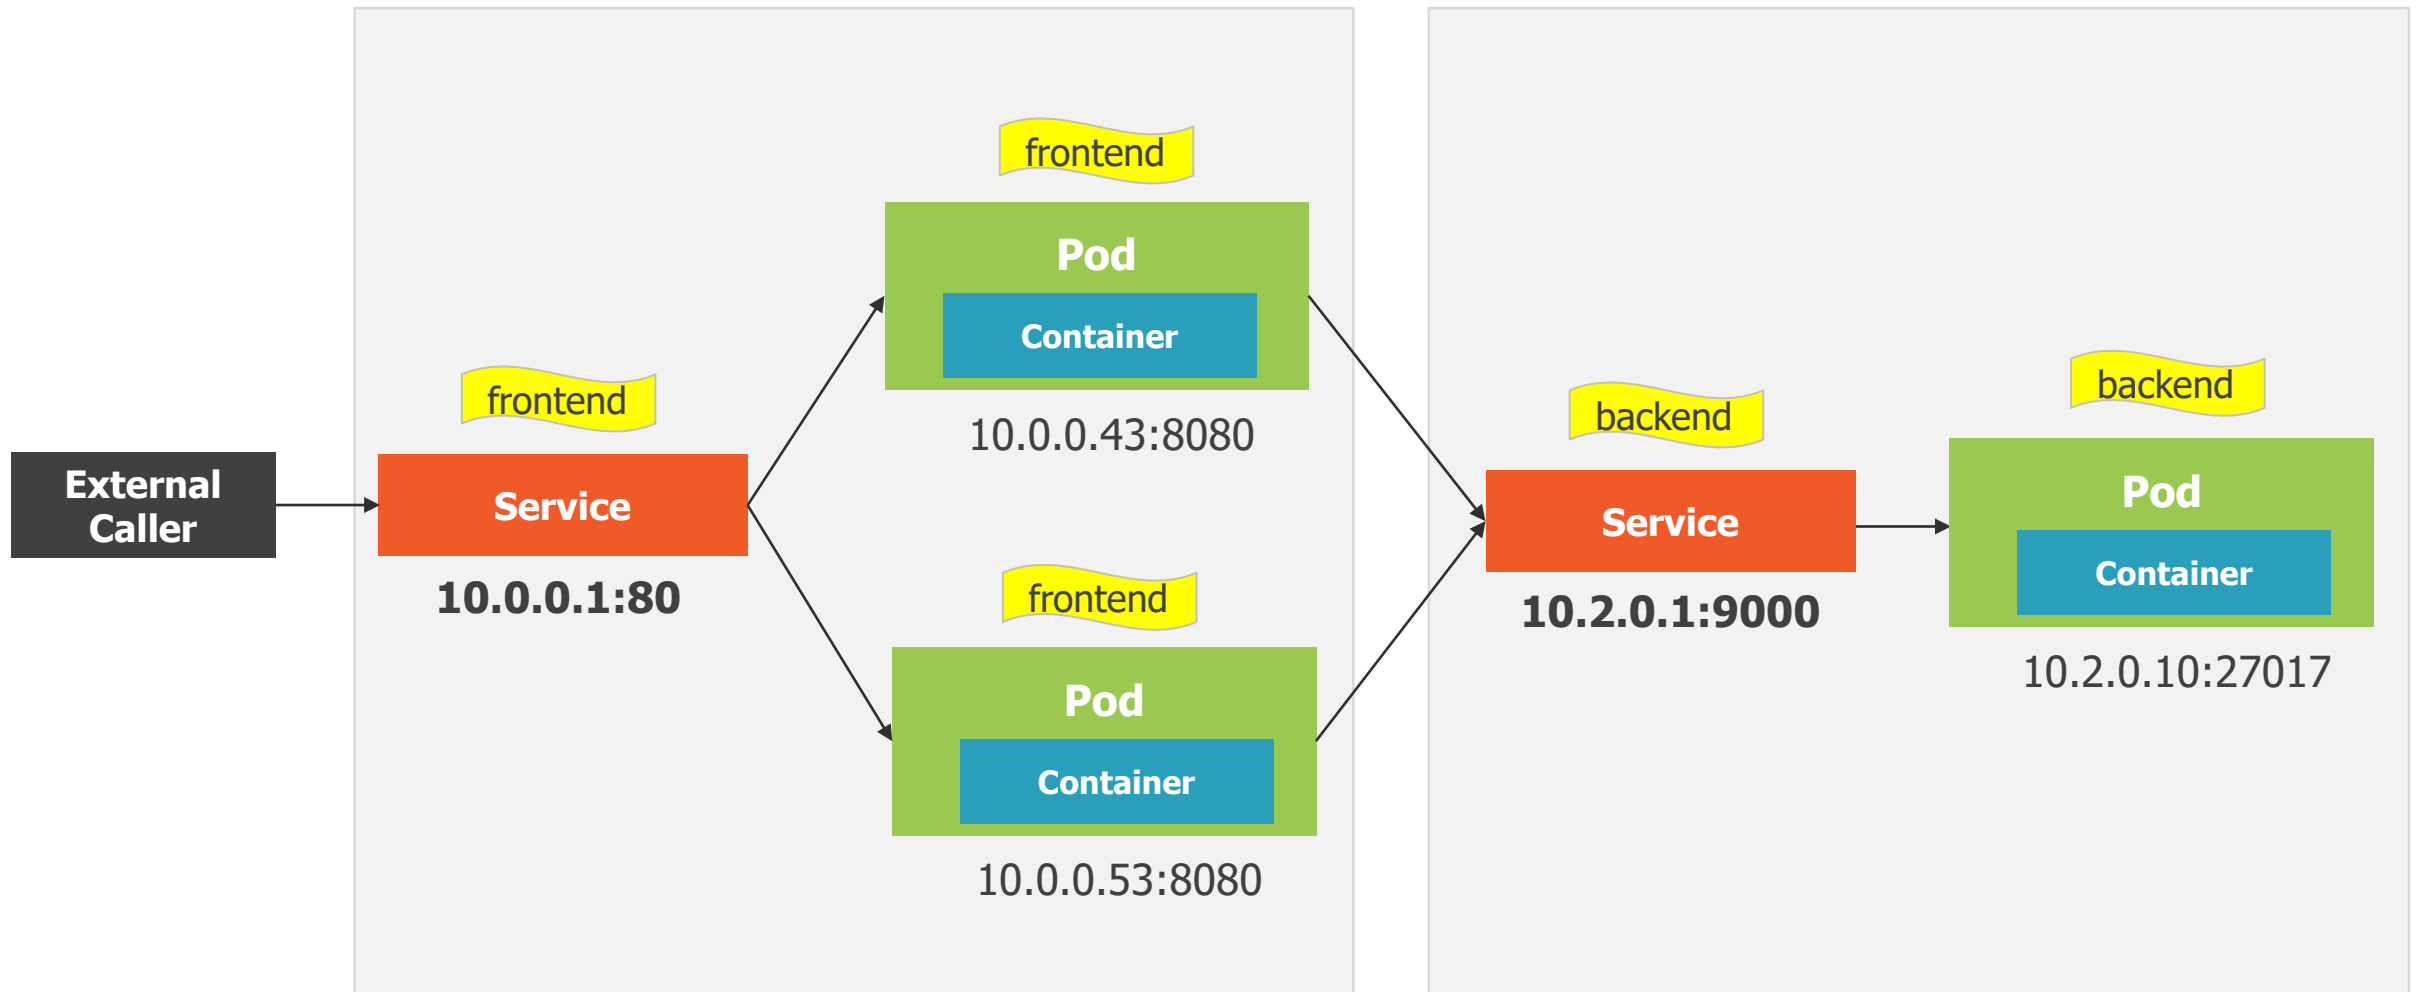 External
Caller
frontend
Service
10.0.0.1:80
frontend
Pod
Container
10.0.0.43:8080
frontend
Pod
Container
10.0.0.53:8080
backend
Service
10.2.0.1:9000
backend
Pod
Container
10.2.0.10:27017